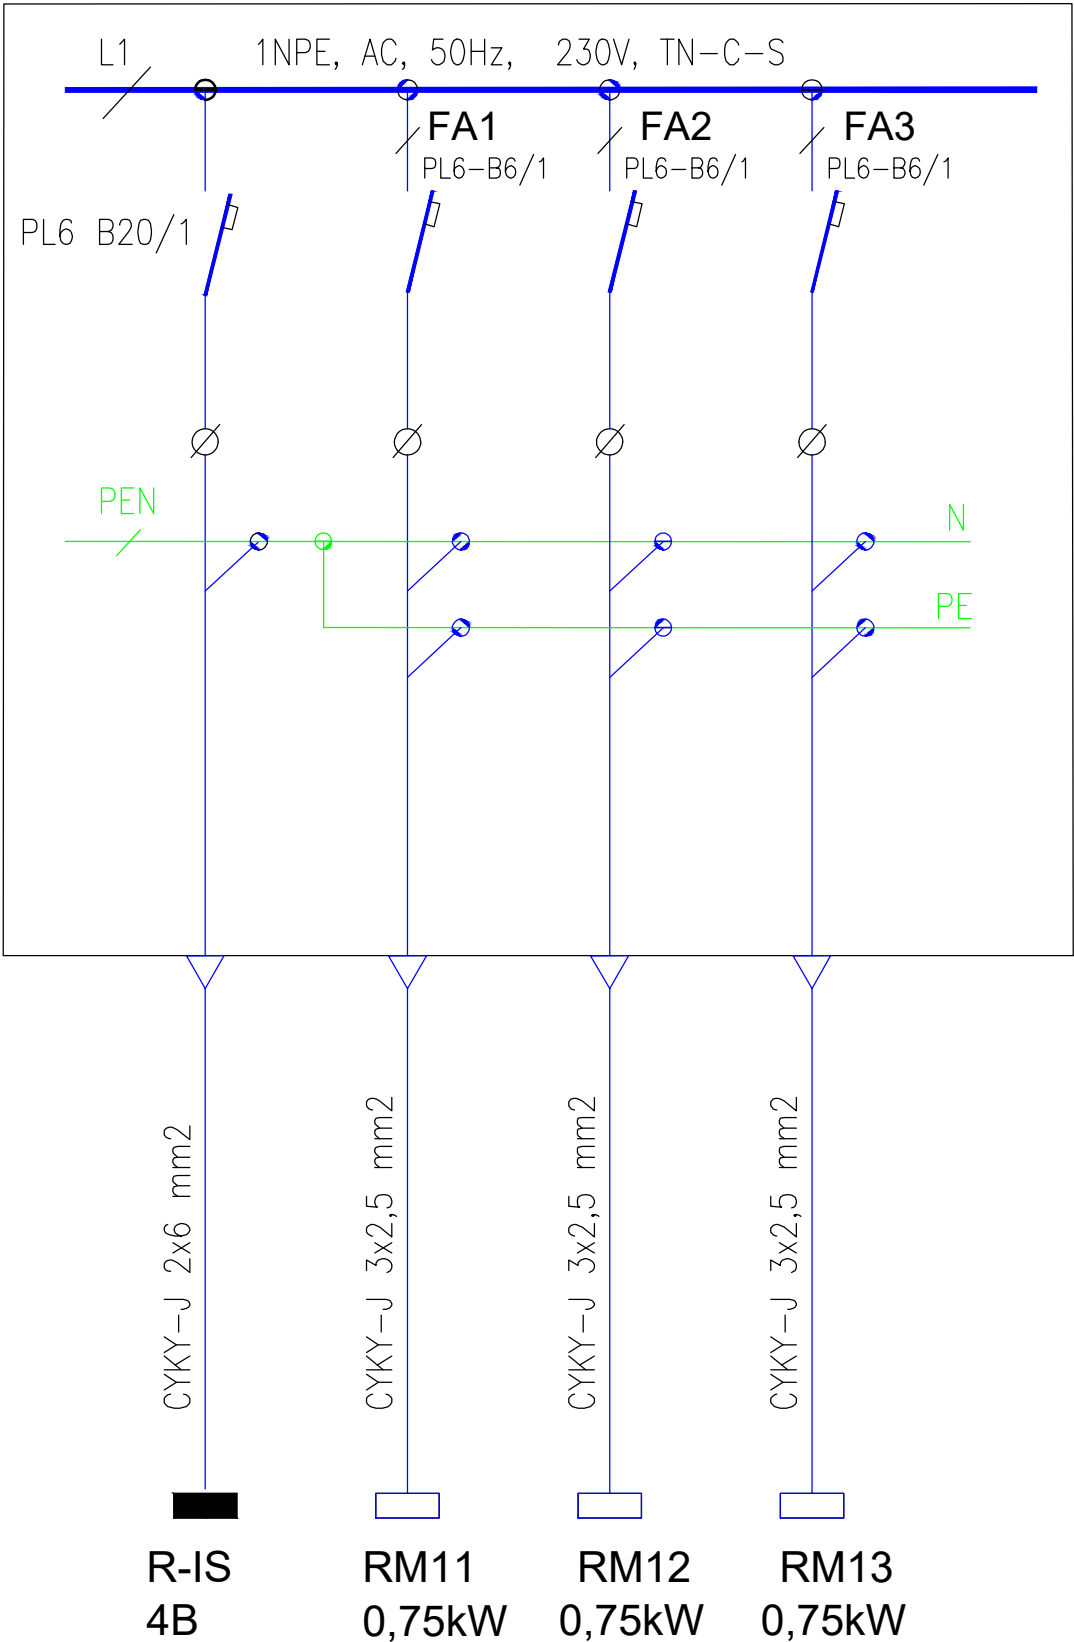 L1
1NPE, AC, 50Hz, 230V, TN-C-S
FA1
FA2
FA3
PL6-B6/1
PL6-B6/1
PL6-B6/1
PL6 B20/1
PEN
N
PE
CYKY-J 2x6 mm2
CYKY-J 3x2,5 mm2
CYKY-J 3x2,5 mm2
CYKY-J 3x2,5 mm2
R-IS
RM11
RM12
RM13
4B
0,75kW
0,75kW
0,75kW